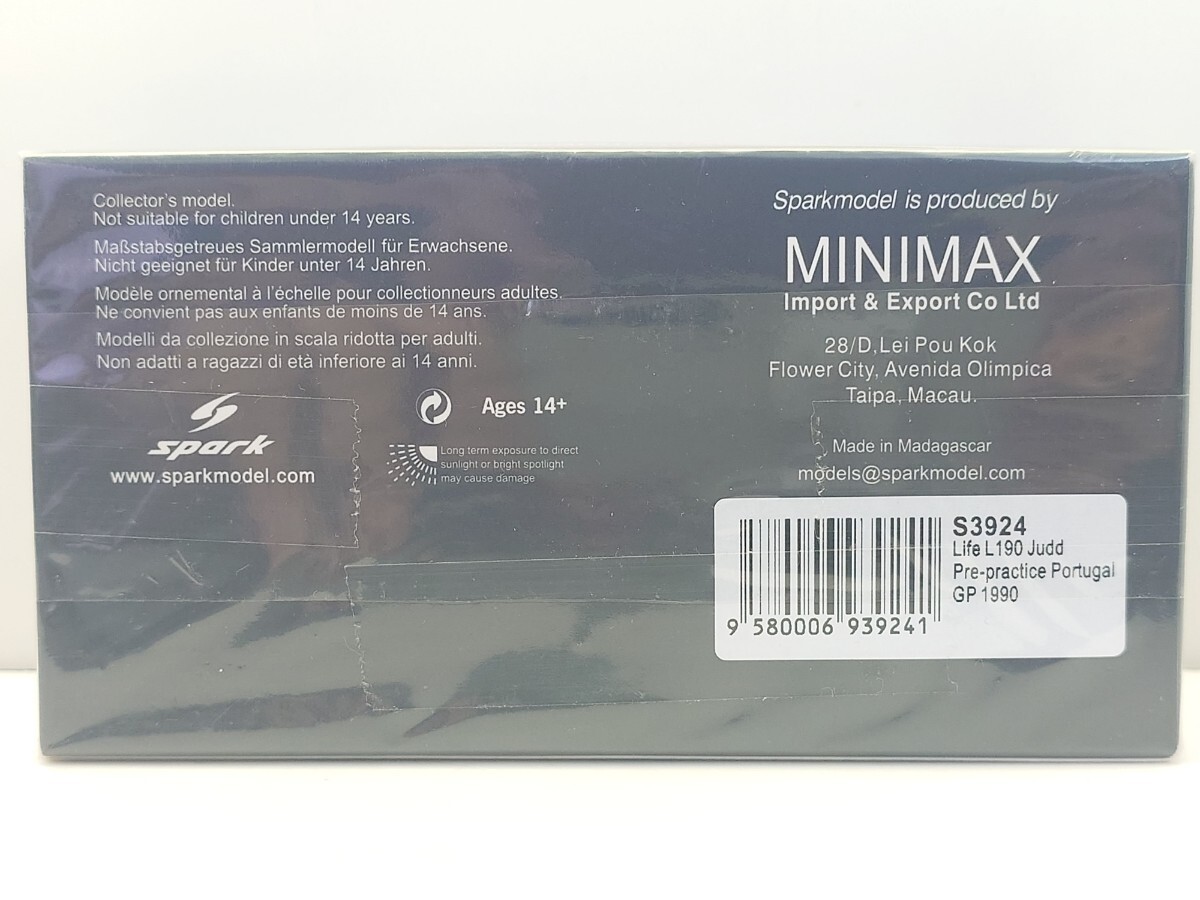 Collector's model.
Not suitable for children under 14 years.
Maßstabsgetreues Sammlermodell für Erwachsene.
Nicht geeignet für Kinder unter 14 Jahren.
Modèle ornemental à l'échelle pour collectionneurs adultes.
Ne convient pas aux enfants de moins de 14 ans.
Modelli da collezione in scala ridotta per adulti.
Non adatti a ragazzi di età inferiore ai 14 anni.
spark
www.sparkmodel.com
Ages 14+
Long term exposure to direct
sunlight or bright spotlight
may cause damage
Sparkmodel is produced by
MINIMAX
Import & Export Co Ltd
28/D,Lei Pou Kok
Flower City, Avenida Olimpica
Taipa, Macau.
Made in Madagascar
models@sparkmodel.com
S3924
Life L190 Judd
Pre-practice Portugal
GP 1990
9 580006 939241